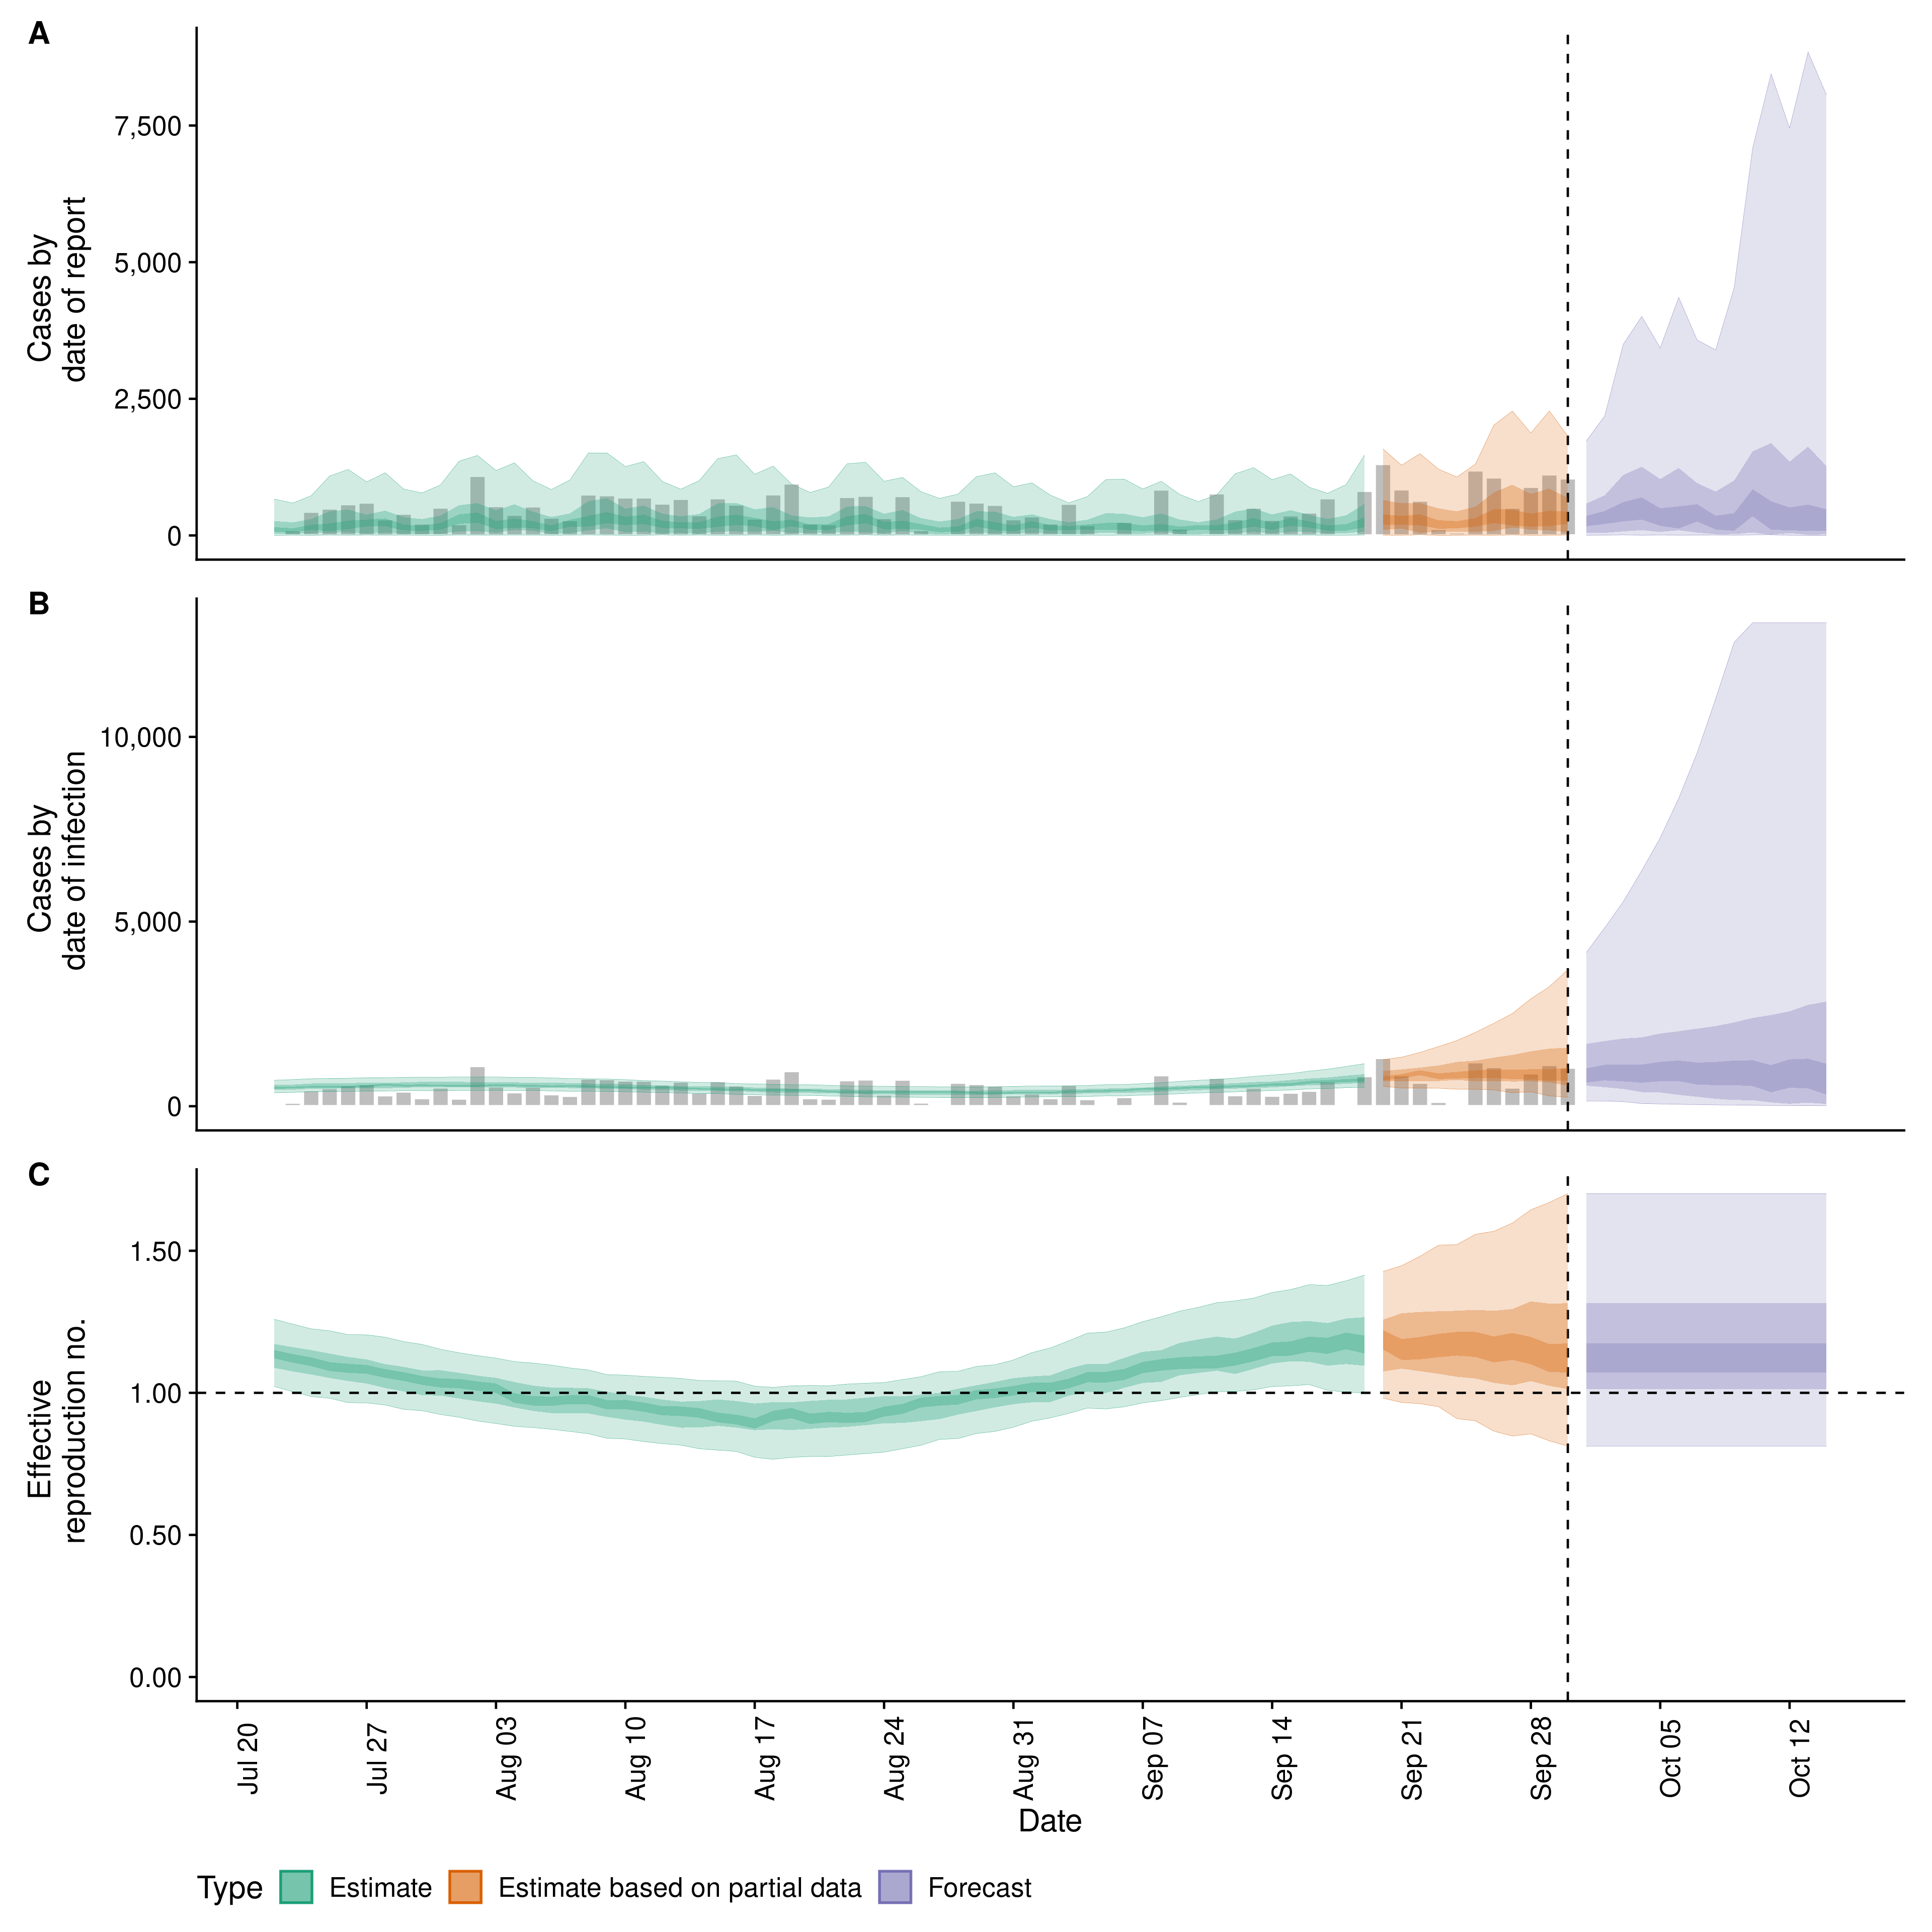 A
Cases by
date of report
7,500
5,000
2,500
0
B
Cases by
date of infection
10,000
5,000
0
C
Effective
reproduction no.
1.50
1.00
0.50
0.00
Jul 20
Jul 27
Aug 03
Aug 10
Aug 17
Aug 24
Aug 31
Sep 07
Sep 14
Sep 21
Sep 28
Oct 05
Oct 12
Date
Type Estimate Estimate based on partial data Forecast